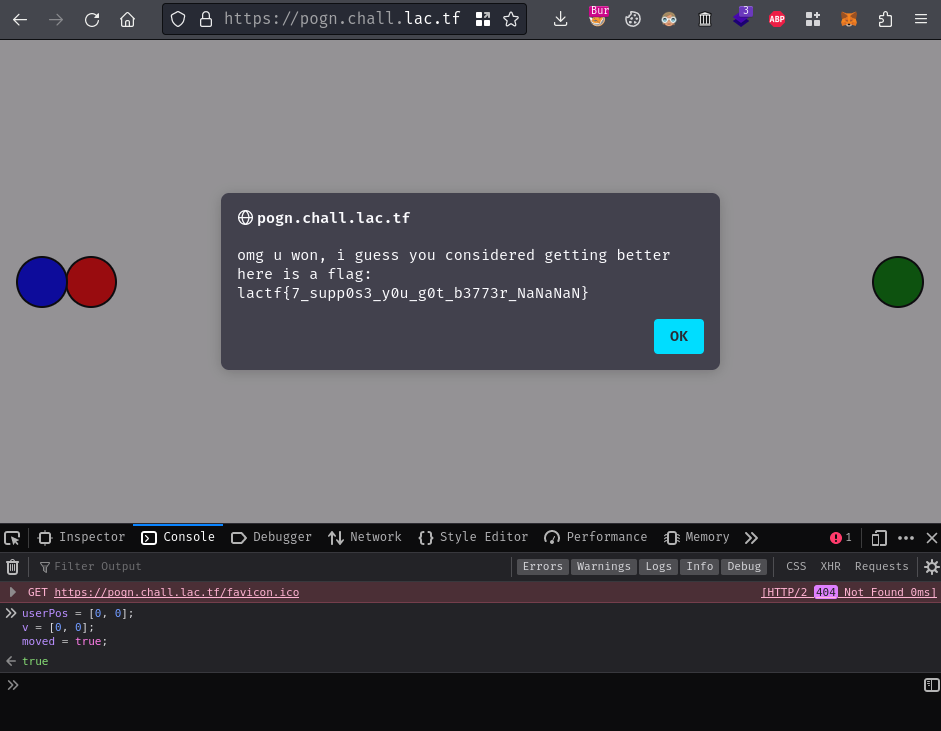 https://pogn.chall.lac.tf
Bur
3
ABP
pogn.chall.lac.tf
omg u won, i guess you considered getting better
here is a flag:
lactf{7_supp0s3_y0u_g0t_b3773r_NaNaNaN}
OK
Inspector Console Debugger Network Style Editor Performance Memory 1
Filter Output Errors Warnings Logs Info Debug CSS XHR Requests
GET https://pogn.chall.lac.tf/favicon.ico [HTTP/2 404 Not Found 0ms]
userPos = [0, 0];
v = [0, 0];
moved = true;
true